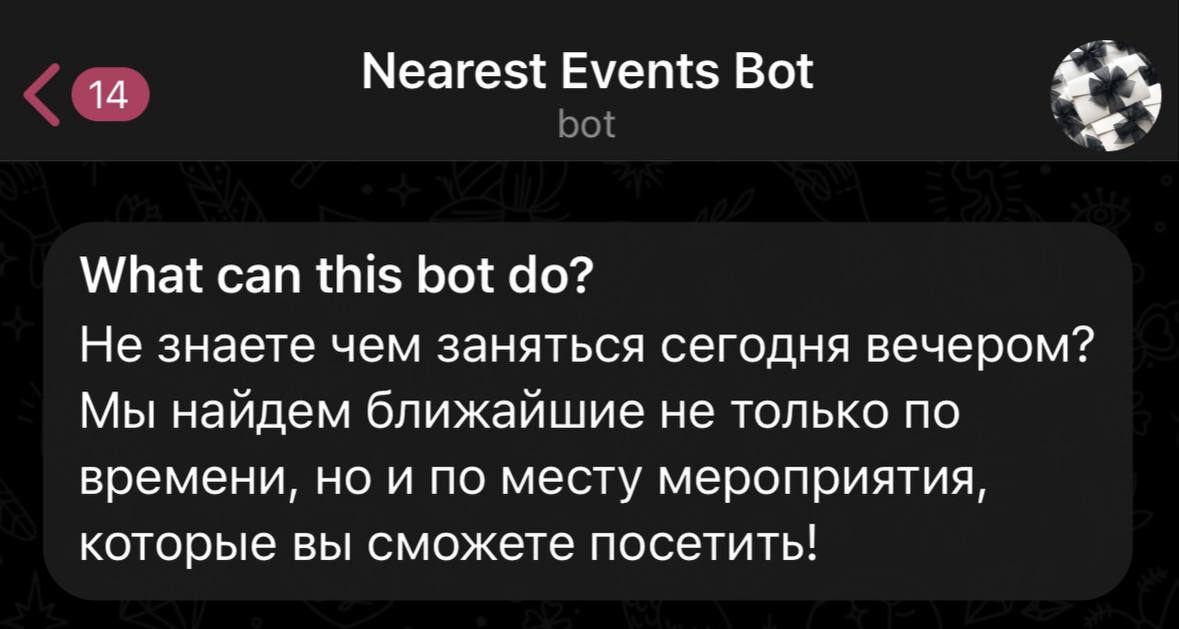 14
Nearest Events Bot
bot
What can this bot do?
Не знаете чем заняться сегодня вечером?
Мы найдем ближайшие не только по
времени, но и по месту мероприятия,
которые вы сможете посетить!